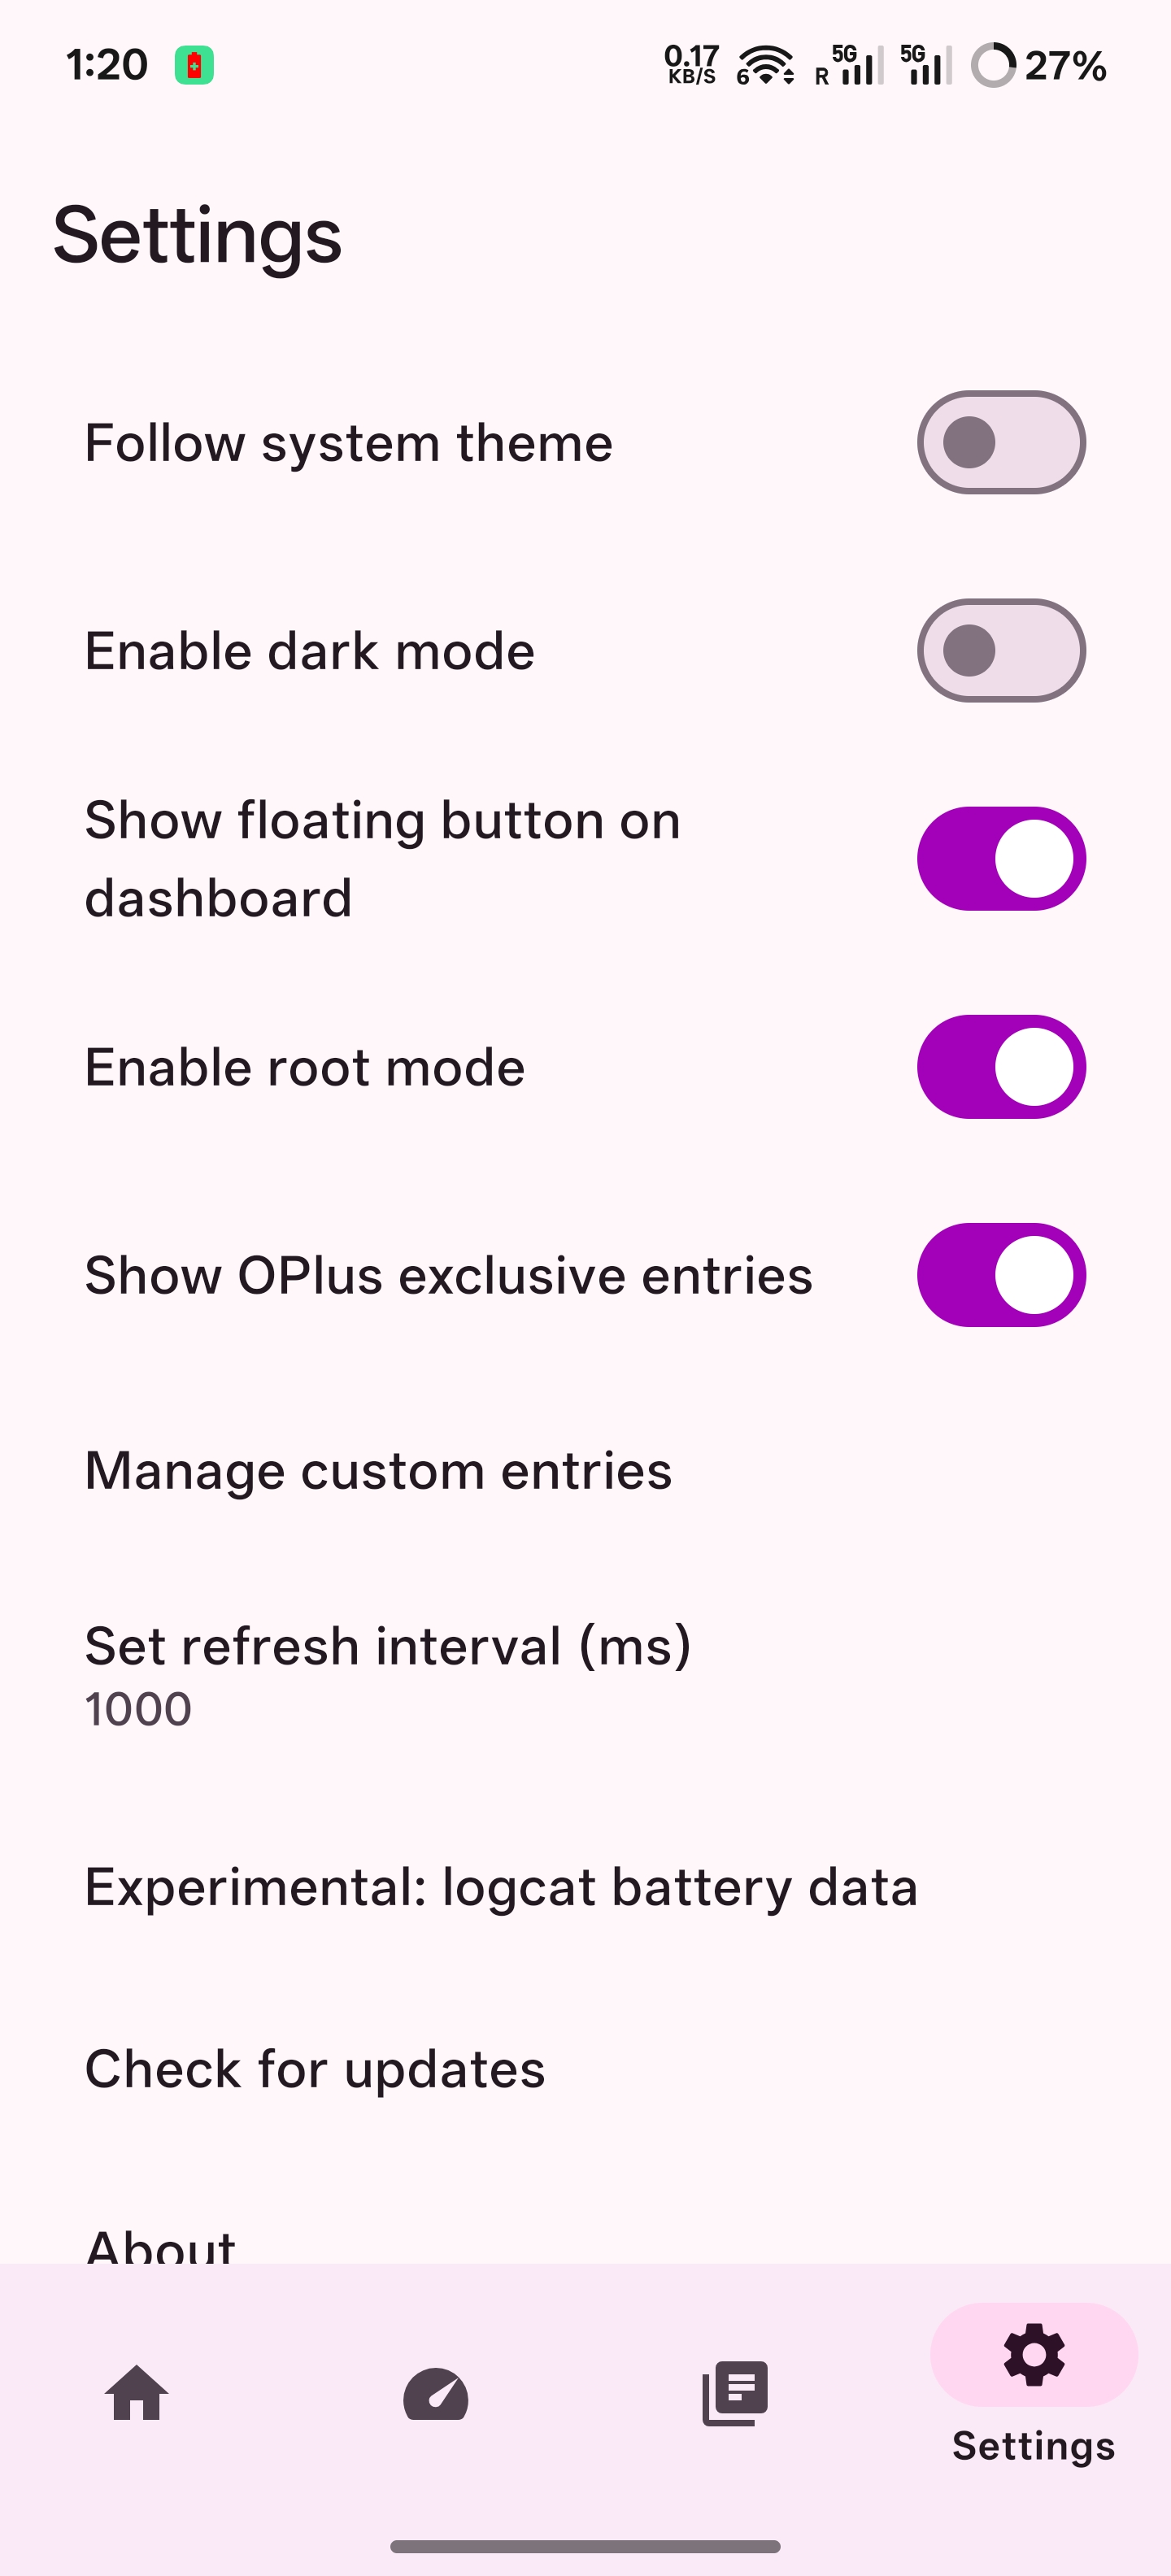 1:20
0.17
KB/S
6
R
5G
5G
27%
Settings
Follow system theme
Enable dark mode
Show floating button on
dashboard
Enable root mode
Show OPlus exclusive entries
Manage custom entries
Set refresh interval (ms)
1000
Experimental: logcat battery data
Check for updates
About
Settings